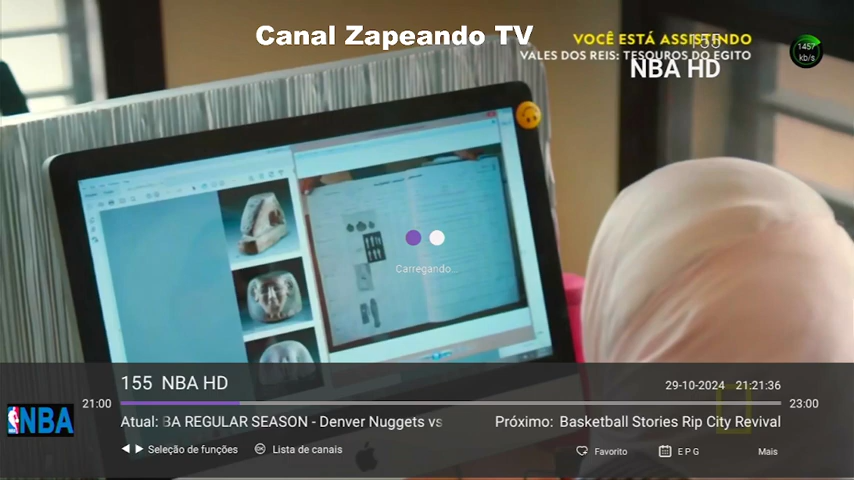 Canal Zapeando TV
VOCÊ ESTÁ ASSISTINDO
155
VALES DOS REIS: TESOUROS DO EGITO
NBA HD
1457
kb/s
Carregando...
155 NBA HD
29-10-2024 21:21:36
NBA
21:00
23:00
Atual: BA REGULAR SEASON - Denver Nuggets vs
Próximo: Basketball Stories Rip City Revival
Seleção de funções
Lista de canais
Favorito
EPG
Mais